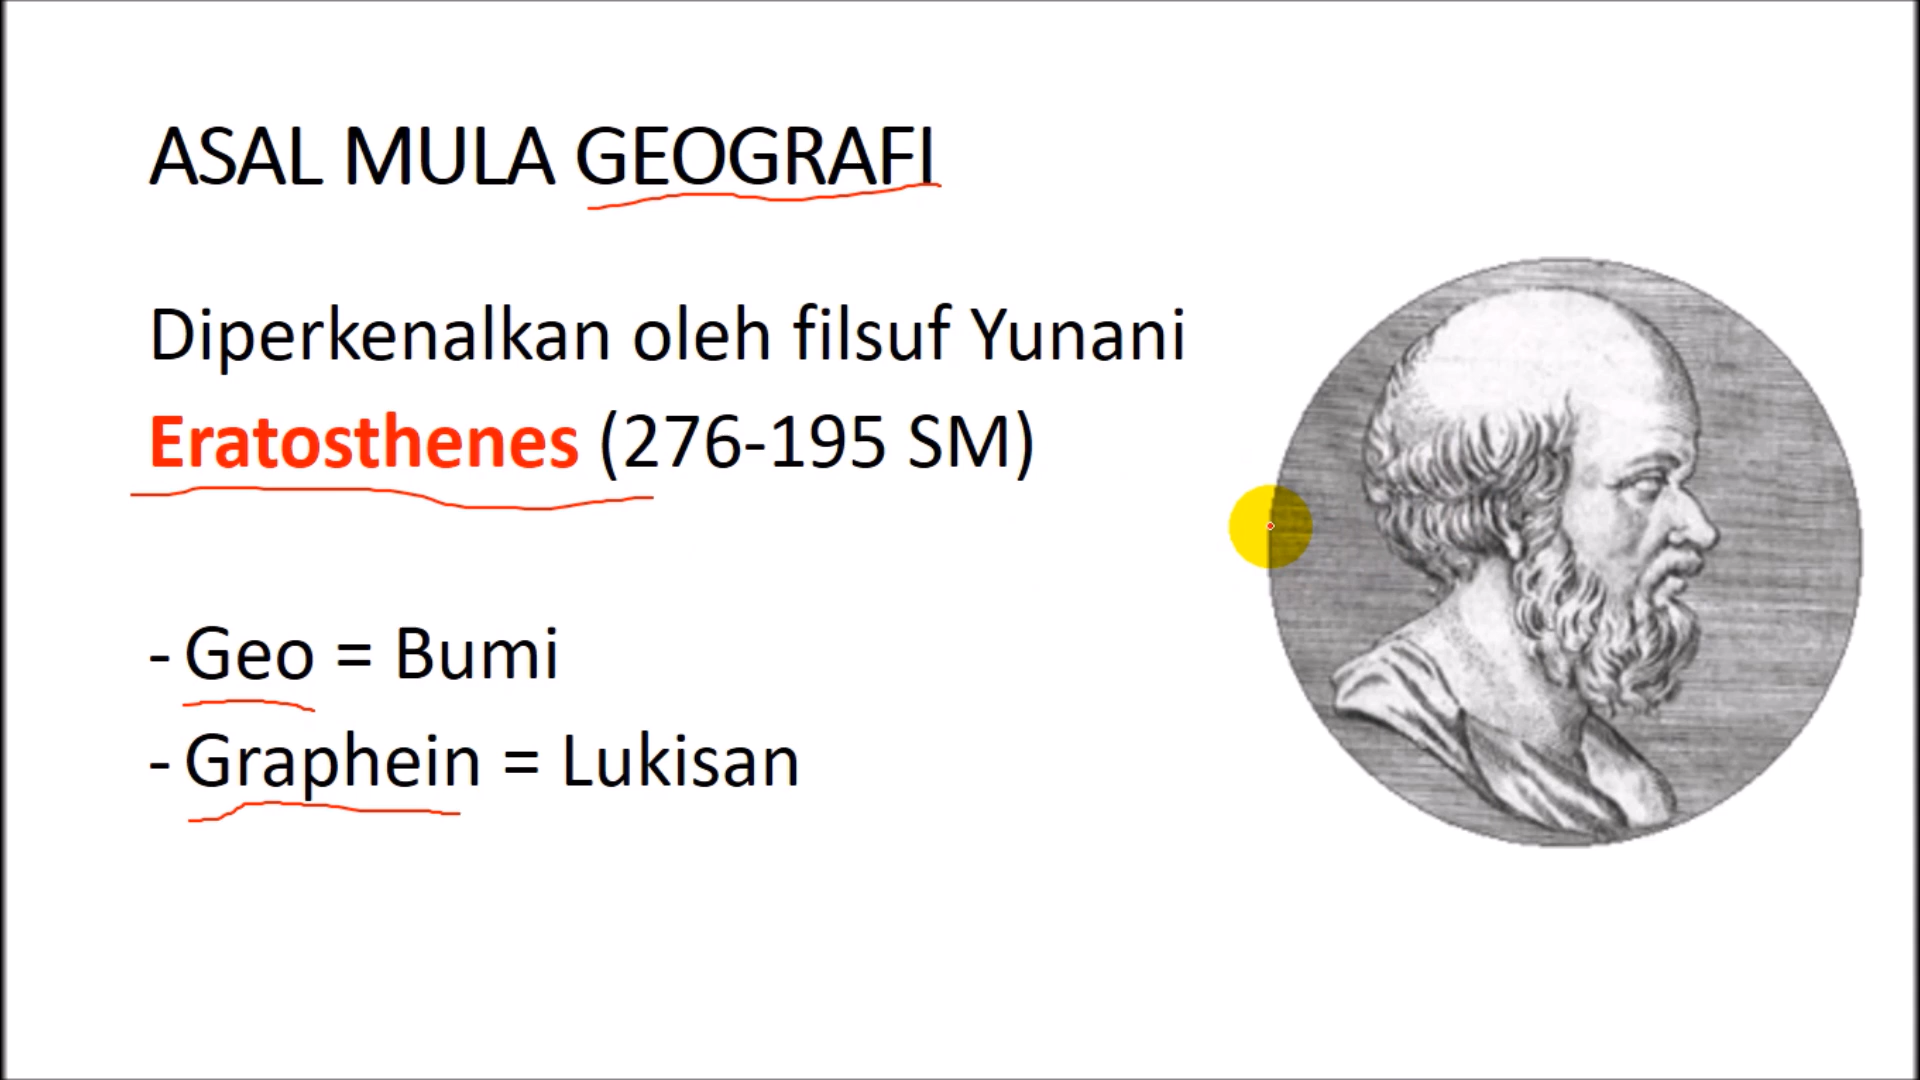 ASAL MULA GEOGRAFI
Diperkenalkan oleh filsuf Yunani
Eratosthenes (276-195 SM)
- Geo = Bumi
- Graphein = Lukisan